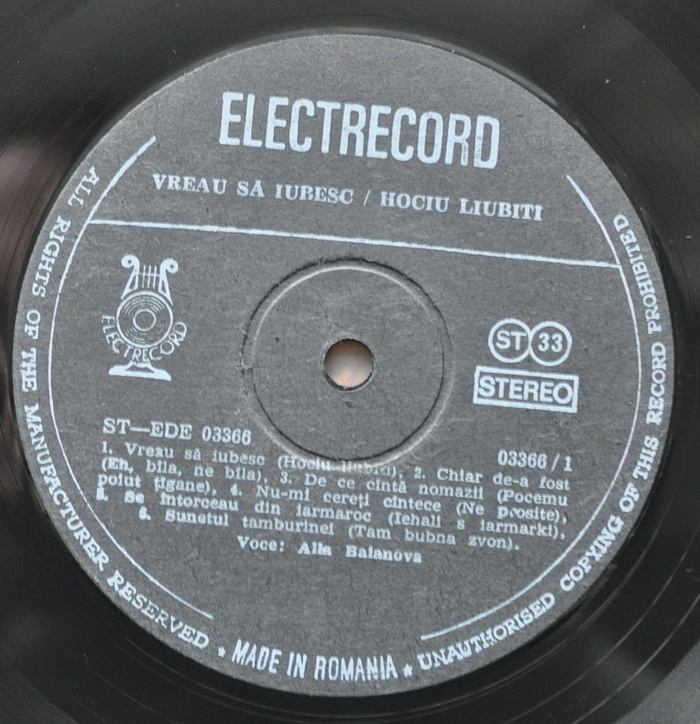 ELECTRECORD
VREAU SĂ IUBESC / HOCIU LIUBITI
ELECTRECORD
ST 33
STEREO
ST—EDE 03366
03366/1
1. Vreau să iubesc (Hociu liubiti), 2. Chiar de-a fost
(Eh, bila, ne bila), 3. De ce cîntă nomazii (Pocemu
poiut țigane), 4. Nu-mi cereți cîntece (Ne prosite),
5. Se întorceau din iarmaroc (Iehali s iarmarki),
6. Sunetul tamburinei (Tam bubna zvon).
Voce: Alla Baianova
ALL RIGHTS OF THE MANUFACTURER RESERVED ★ MADE IN ROMANIA ★ UNAUTHORISED COPYING OF THIS RECORD PROHIBITED